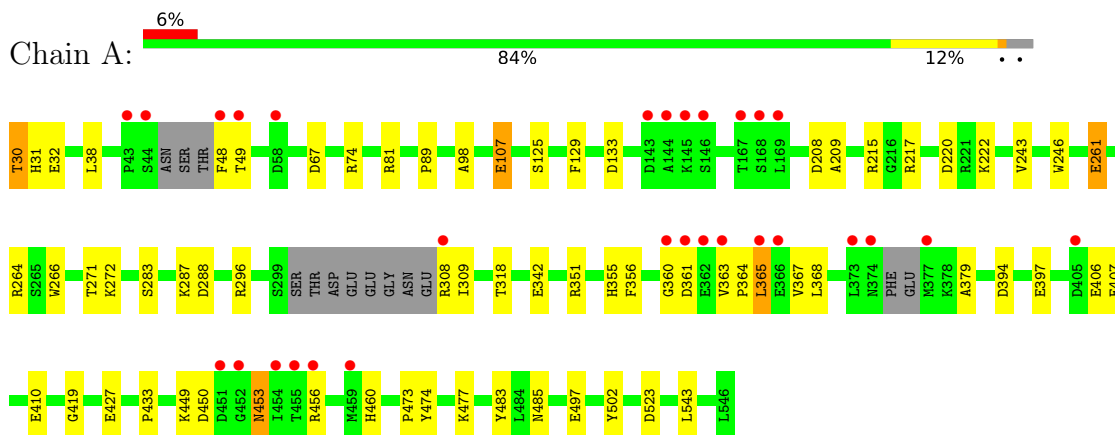 6%
Chain A:
84% 12% • •
T30 H31 E32 L38 P43 S44 ASN SER THR F48 T49 D58 D67 R74 R81 P89 A98 E107 S125 F129 D133 D143 A144 K145 S146 T167 S168 L169 D208 A209 R215 G216 R217 D220 R221 K222 V243 W246 E261
R264 S265 W266 T271 K272 S283 K287 D288 R296 S299 SER THR ASP GLU GLU GLY ASN GLU R308 I309 T318 E342 R351 H355 F356 G360 D361 E362 V363 P364 L365 E366 V367 L368 L373 N374 PHE GLU M377 K378 A379 D394 E397 D405 E406
E410 G419 E427 P433 K449 D450 D451 G452 N453 I454 T455 R456 M459 H460 P473 Y474 K477 Y483 L484 N485 E497 Y502 D523 L543 L546